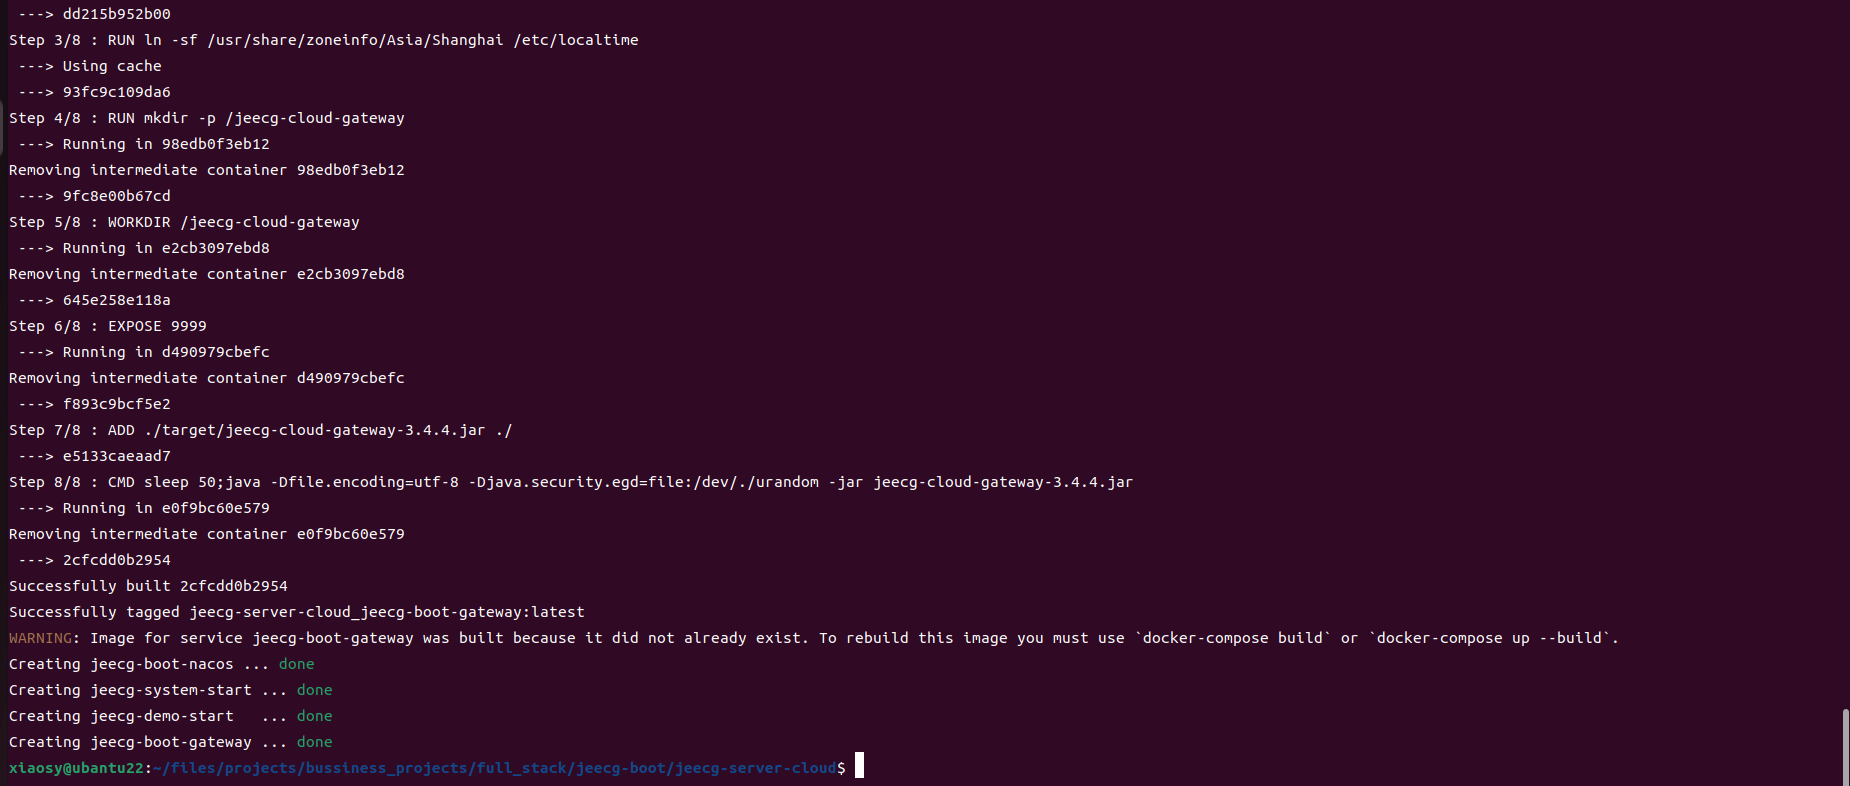 ---> dd215b952b00
Step 3/8 : RUN ln -sf /usr/share/zoneinfo/Asia/Shanghai /etc/localtime
---> Using cache
---> 93fc9c109da6
Step 4/8 : RUN mkdir -p /jeecg-cloud-gateway
---> Running in 98edb0f3eb12
Removing intermediate container 98edb0f3eb12
---> 9fc8e00b67cd
Step 5/8 : WORKDIR /jeecg-cloud-gateway
---> Running in e2cb3097ebd8
Removing intermediate container e2cb3097ebd8
---> 645e258e118a
Step 6/8 : EXPOSE 9999
---> Running in d490979cbefc
Removing intermediate container d490979cbefc
---> f893c9bcf5e2
Step 7/8 : ADD ./target/jeecg-cloud-gateway-3.4.4.jar ./
---> e5133caeaad7
Step 8/8 : CMD sleep 50;java -Dfile.encoding=utf-8 -Djava.security.egd=file:/dev/./urandom -jar jeecg-cloud-gateway-3.4.4.jar
---> Running in e0f9bc60e579
Removing intermediate container e0f9bc60e579
---> 2cfcdd0b2954
Successfully built 2cfcdd0b2954
Successfully tagged jeecg-server-cloud_jeecg-boot-gateway:latest
WARNING: Image for service jeecg-boot-gateway was built because it did not already exist. To rebuild this image you must use `docker-compose build` or `docker-compose up --build`.
Creating jeecg-boot-nacos ... done
Creating jeecg-system-start ... done
Creating jeecg-demo-start   ... done
Creating jeecg-boot-gateway ... done
xiaosy@ubantu22:~/files/projects/bussiness_projects/full_stack/jeecg-boot/jeecg-server-cloud$